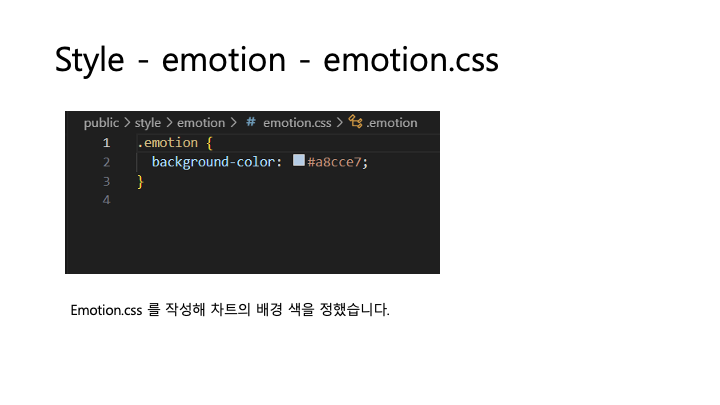 Style - emotion - emotion.css
public > style > emotion > # emotion.css > .emotion
1 .emotion {
2 background-color: #a8cce7;
3 }
4
Emotion.css 를 작성해 차트의 배경 색을 정했습니다.